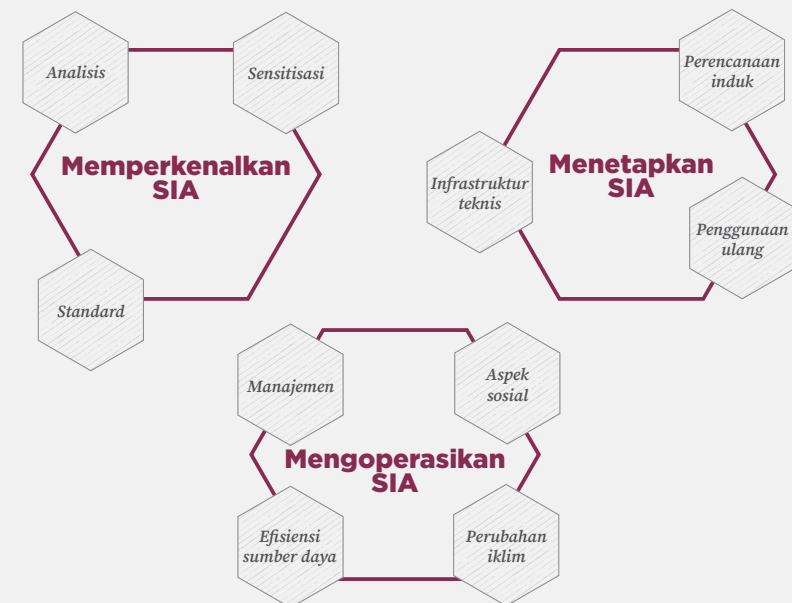 Analisis
Sensitisasi
Memperkenalkan
SIA
Standard
Perencanaan
induk
Infrastruktur
teknis
Menetapkan
SIA
Penggunaan
ulang
Manajemen
Aspek
sosial
Mengoperasikan
SIA
Efisiensi
sumber daya
Perubahan
iklim